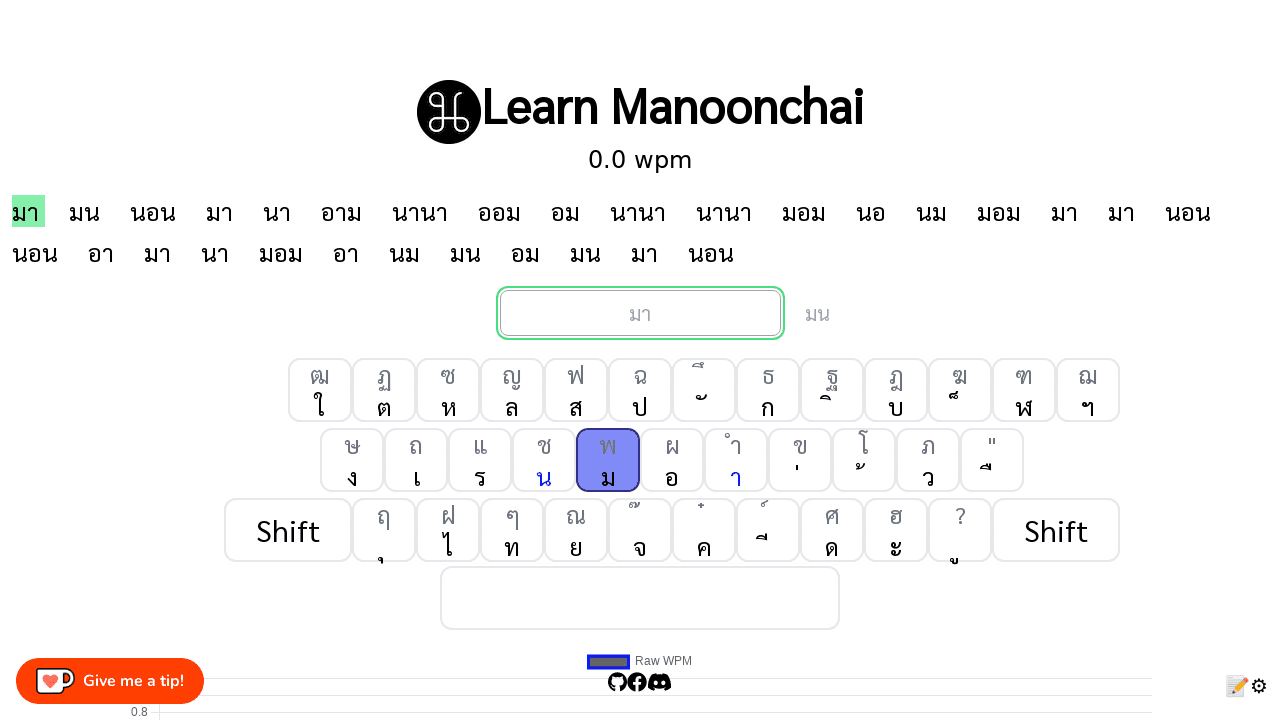 Learn Manoonchai
0.0 wpm
มา มน นอน มา นา อาม นานา ออม อม นานา นานา มอม นอ นม มอม มา มา นอน
นอน อา มา นา มอม อา นม มน อม มน มา นอน
มา มน
ฒ ฏ ซ ญ ฟ ฉ ึ ธ ฐ ฎ ฆ ฑ ฌ
ใ ต ห ล ส ป ั ก ิ บ ็ ฬ ฯ
ษ ถ แ ช พ ผ ำ ข โ ภ "
ง เ ร น ม อ า ่ ้ ว ื
ฤ ฝ ๆ ณ ๊ ๋ ์ ศ ฮ ?
Shift ุ ไ ท ย จ ค ี ด ะ ู Shift
Raw WPM
Give me a tip!
0.8